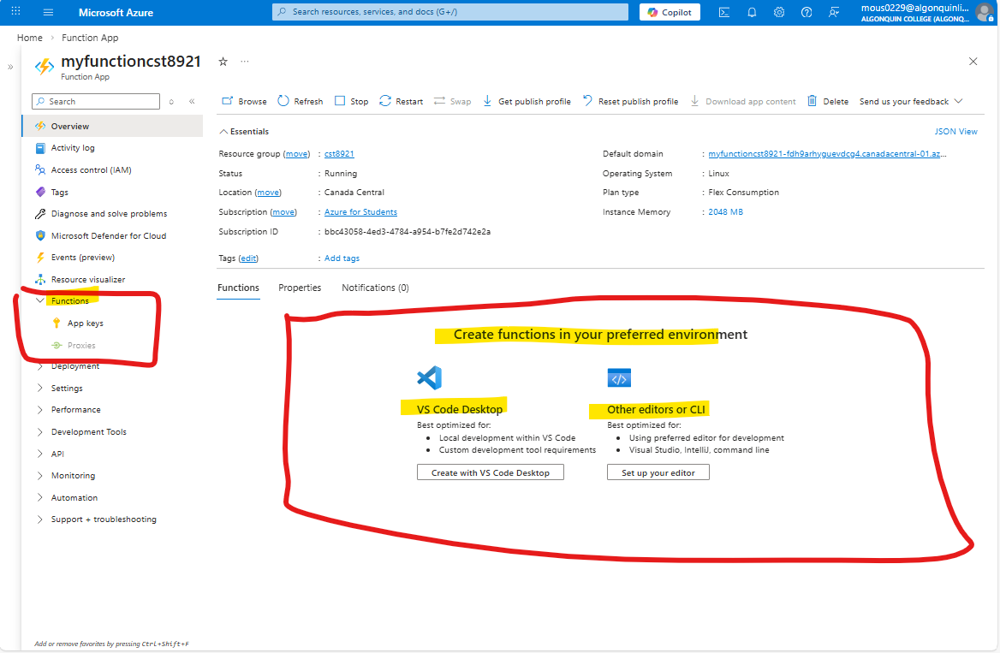 Microsoft Azure
Search resources, services, and docs (G+/)
Copilot
mous0229@algonquinli...
ALGONQUIN COLLEGE (ALGONQ...
Home > Function App
myfunctioncst8921
Function App
Search
Overview
Activity log
Access control (IAM)
Tags
Diagnose and solve problems
Microsoft Defender for Cloud
Events (preview)
Resource visualizer
Functions
App keys
Proxies
Deployment
Settings
Performance
Development Tools
API
Monitoring
Automation
Support + troubleshooting
Add or remove favorites by pressing Ctrl+Shift+F
Browse Refresh Stop Restart Swap Get publish profile Reset publish profile Download app content Delete Send us your feedback
Essentials
JSON View
Resource group (move) : cst8921
Status : Running
Location (move) : Canada Central
Subscription (move) : Azure for Students
Subscription ID : bbc43058-4ed3-4784-a954-b7fe2d742e2a
Default domain : myfunctioncst8921-fdh9arhyguevdcg4.canadacentral-01.az...
Operating System : Linux
Plan type : Flex Consumption
Instance Memory : 2048 MB
Tags (edit) : Add tags
Functions Properties Notifications (0)
Create functions in your preferred environment
VS Code Desktop
Best optimized for:
• Local development within VS Code
• Custom development tool requirements
Create with VS Code Desktop
Other editors or CLI
Best optimized for:
• Using preferred editor for development
• Visual Studio, IntelliJ, command line
Set up your editor